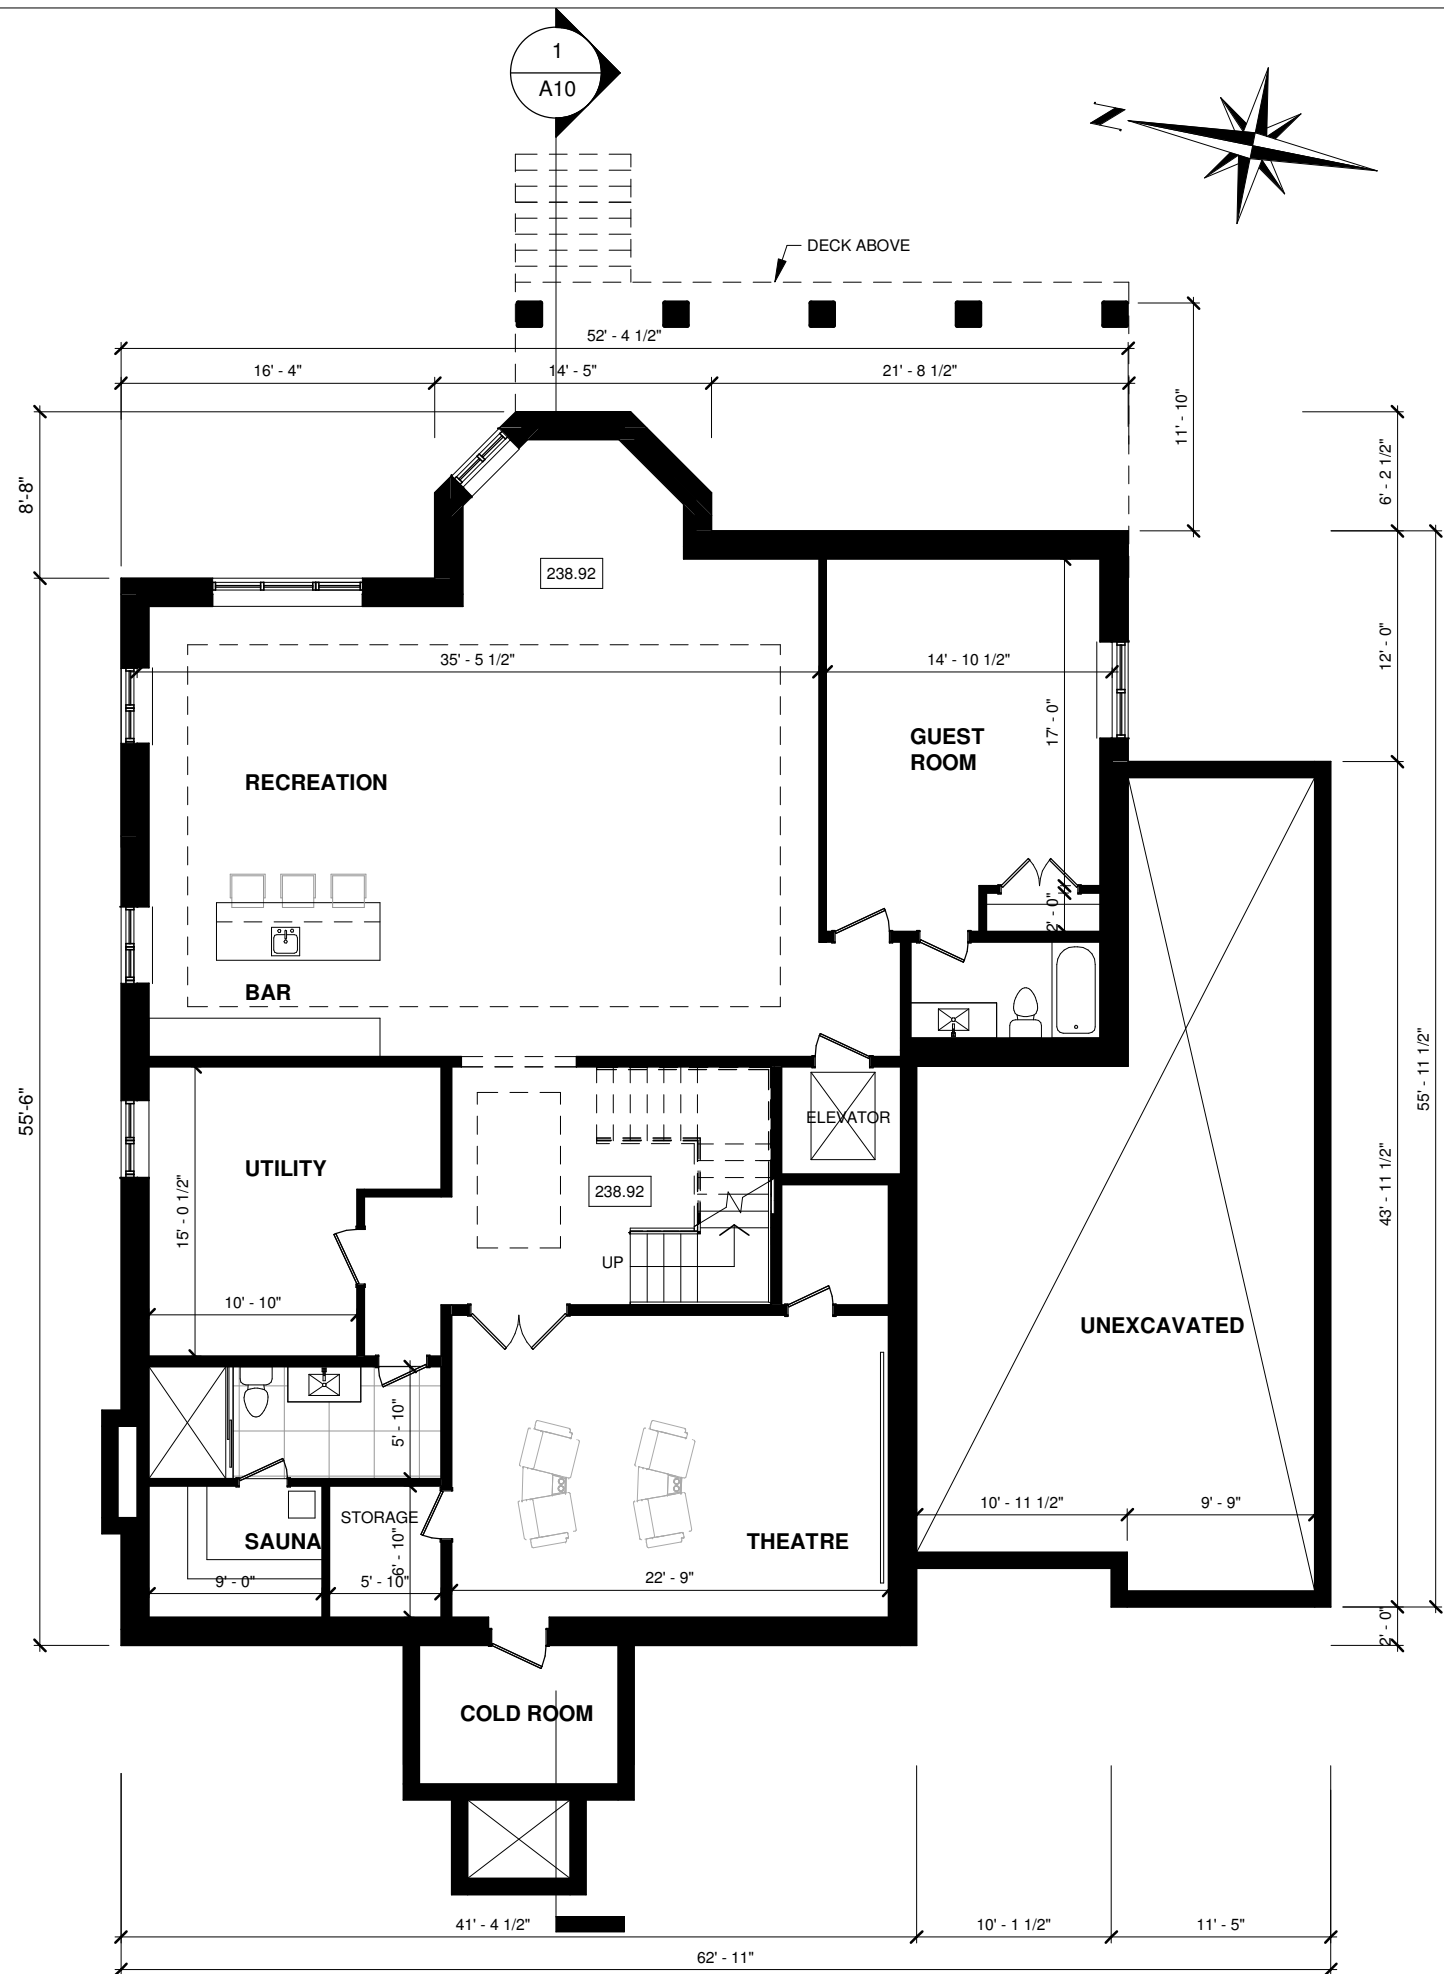 1
A10
N
DECK ABOVE
52' - 4 1/2"
16' - 4"
14' - 5"
21' - 8 1/2"
11' - 10"
8'-8"
6' - 2 1/2"
238.92
35' - 5 1/2"
14' - 10 1/2"
12' - 0"
17' - 0"
GUEST
ROOM
RECREATION
2' - 0"
BAR
55' - 11 1/2"
55'-6"
ELEVATOR
UTILITY
238.92
15' - 0 1/2"
43' - 11 1/2"
UP
10' - 10"
UNEXCAVATED
5' - 10"
10' - 11 1/2"
9' - 9"
STORAGE
SAUNA
THEATRE
6' - 10"
9' - 0"
5' - 10"
22' - 9"
2' - 0"
COLD ROOM
41' - 4 1/2"
10' - 1 1/2"
11' - 5"
62' - 11"